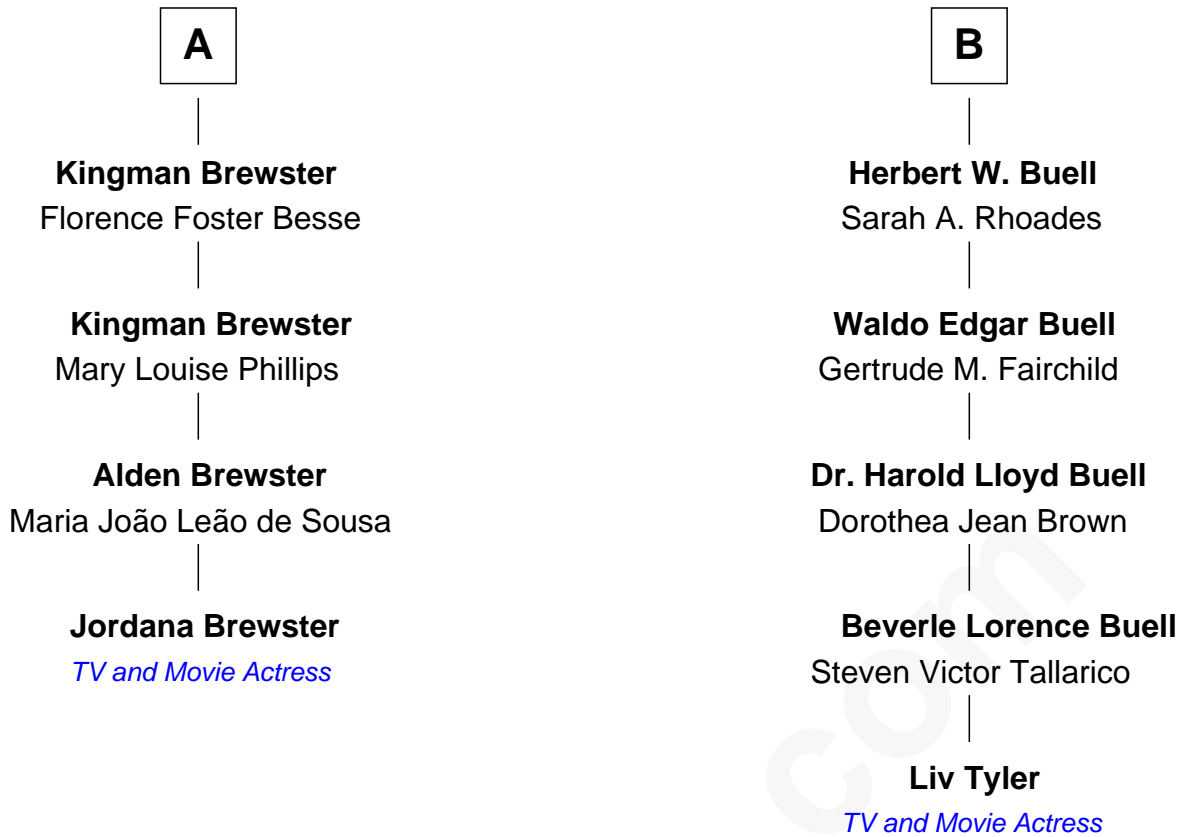 A
Kingman Brewster
Florence Foster Besse
Kingman Brewster
Mary Louise Phillips
Alden Brewster
Maria João Leão de Sousa
Jordana Brewster
TV and Movie Actress
B
Herbert W. Buell
Sarah A. Rhoades
Waldo Edgar Buell
Gertrude M. Fairchild
Dr. Harold Lloyd Buell
Dorothea Jean Brown
Beverle Lorence Buell
Steven Victor Tallarico
Liv Tyler
TV and Movie Actress
com